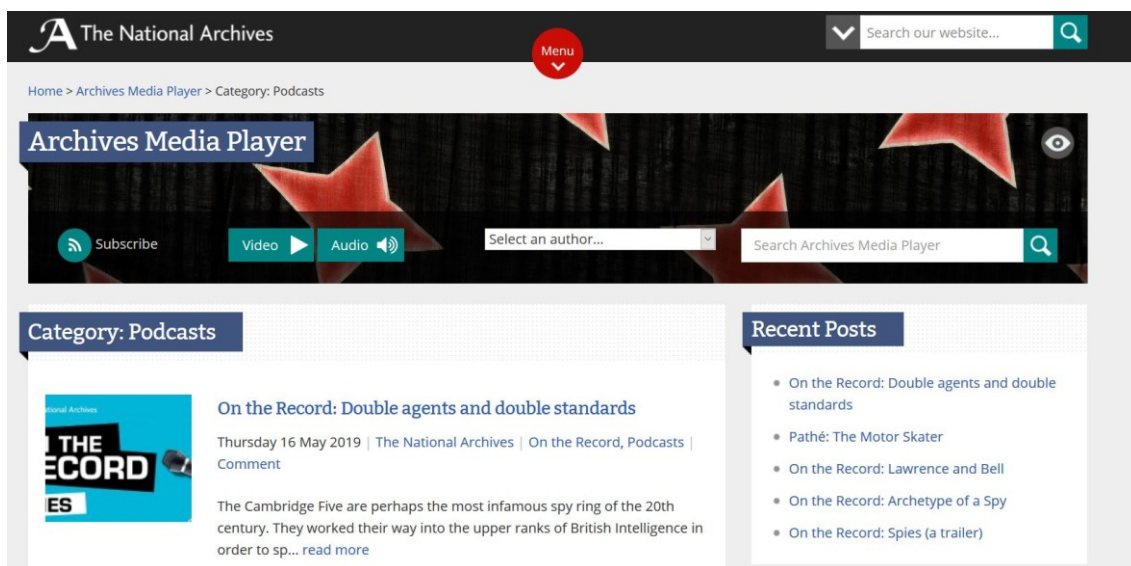 The National Archives
Menu
Search our website...
Home > Archives Media Player > Category: Podcasts
Archives Media Player
Subscribe
Video
Audio
Select an author...
Search Archives Media Player
Category: Podcasts
National Archives
THE
ECORD
ES
On the Record: Double agents and double standards
Thursday 16 May 2019 | The National Archives | On the Record, Podcasts |
Comment
The Cambridge Five are perhaps the most infamous spy ring of the 20th
century. They worked their way into the upper ranks of British Intelligence in
order to sp... read more
Recent Posts
On the Record: Double agents and double
standards
Pathé: The Motor Skater
On the Record: Lawrence and Bell
On the Record: Archetype of a Spy
On the Record: Spies (a trailer)